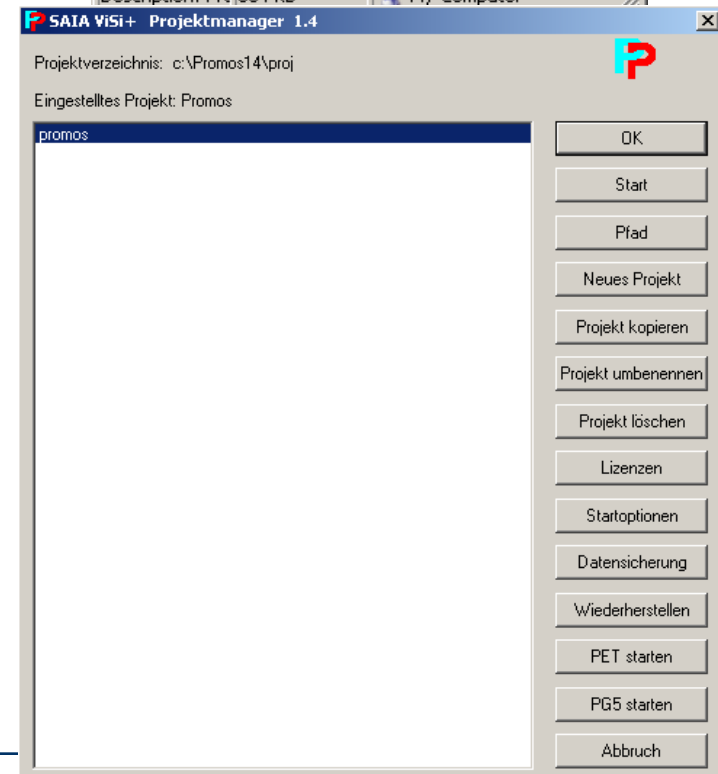 SAIA ViSi+ Projektmanager 1.4
Projektverzeichnis: c:\Promos14\proj
Eingestelltes Projekt: Promos
promos
OK
Start
Pfad
Neues Projekt
Projekt kopieren
Projekt umbenennen
Projekt löschen
Lizenzen
Startoptionen
Datensicherung
Wiederherstellen
PET starten
PG5 starten
Abbruch